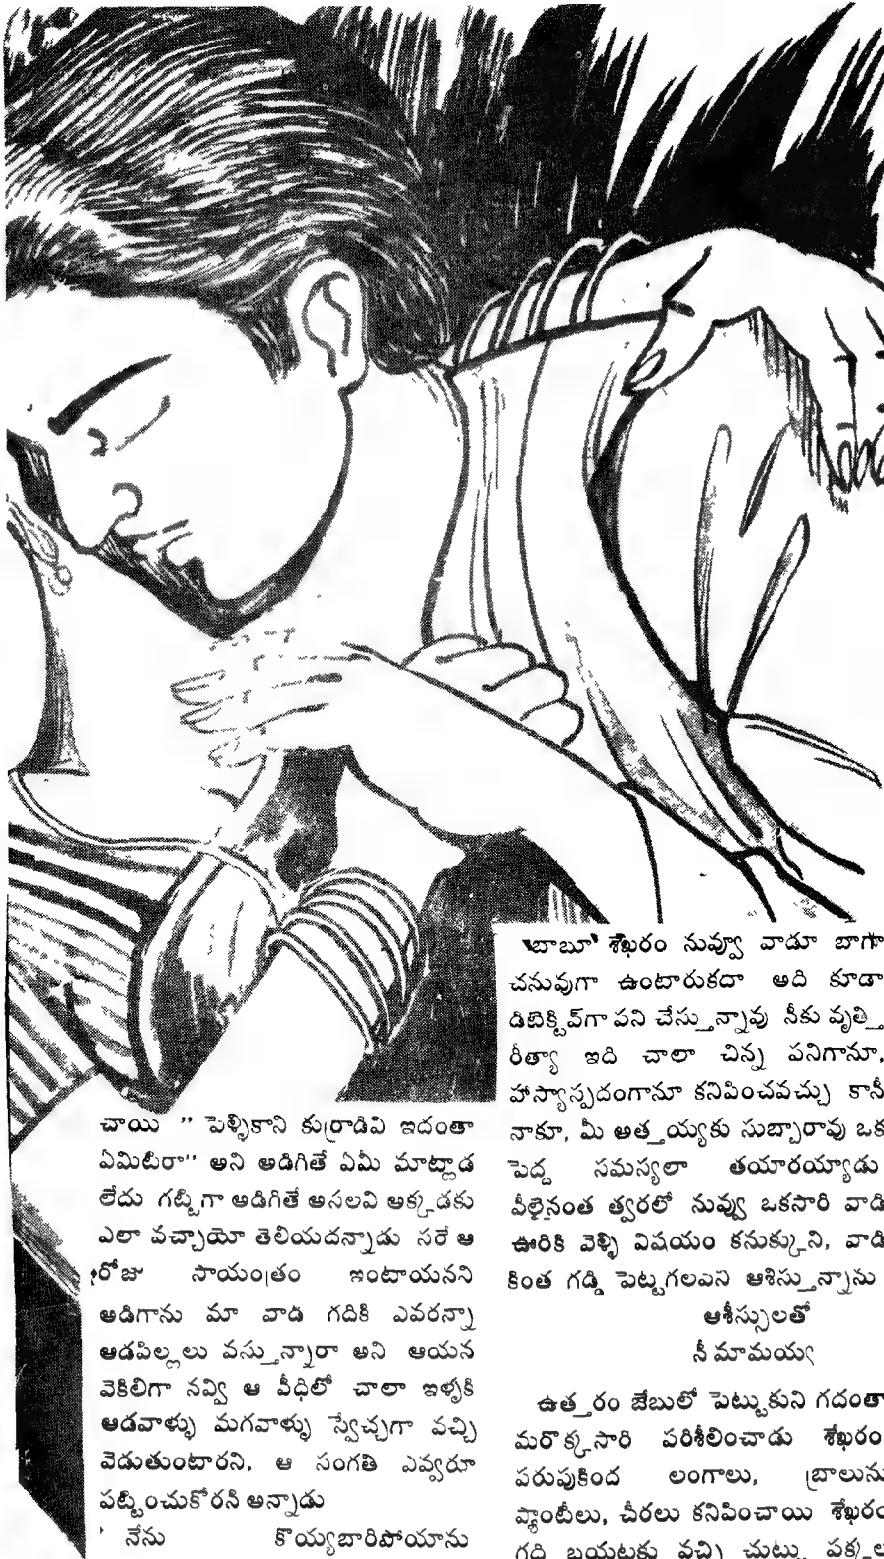 చాయి " పెళ్ళికాని కుర్రాడివి ఇదంతా
ఏమిటిరా" అని అడిగితే ఏమీ మాట్లాడ
లేదు గట్టిగా అడిగితే అసలవి అక్కడకు
ఎలా వచ్చాయో తెలియదన్నాడు సరే ఆ
రోజు సాయంత్రం ఇంటాయనని
అడిగాను మా వాడి గదికి ఎవరన్నా
ఆడపిల్లలు వస్తున్నారా అని ఆయన
వెకిలిగా నవ్వి ఆ వీధిలో చాలా ఇళ్ళకి
ఆడవాళ్ళు మగవాళ్ళు స్వేచ్ఛగా వచ్చి
వెడుతుంటారని, ఆ సంగతి ఎవ్వరూ
పట్టించుకోరని అన్నాడు
నేను కొయ్యబారిపోయాను
'బాబూ' శేఖరం నువ్వూ వాడూ బాగా
చనువుగా ఉంటారుకదా అది కూడా
డిటెక్టివ్‌గా పని చేస్తున్నావు నీకు వృత్తి
రీత్యా ఇది చాలా చిన్న పనిగానూ,
హాస్యాస్పదంగానూ కనిపించవచ్చు కానీ
నాకూ, మీ అత్తయ్యకు సుబ్బారావు ఒక
పెద్ద సమస్యలా తయారయ్యాడు
వీలైనంత త్వరలో నువ్వు ఒకసారి వాడి
ఊరికి వెళ్ళి విషయం కనుక్కుని, వాడి
కింత గడ్డి పెట్టగలవని ఆశిస్తున్నాను
ఆశీస్సులతో
నీ మామయ్య
ఉత్తరం జేబులో పెట్టుకుని గదంతా
మరొక్కసారి పరిశీలించాడు శేఖరం
పరుపుకింద లంగాలు, బ్రాలును
ప్యాంటీలు, చీరలు కనిపించాయి శేఖరం
గది బయటకు వచ్చి చుట్టు